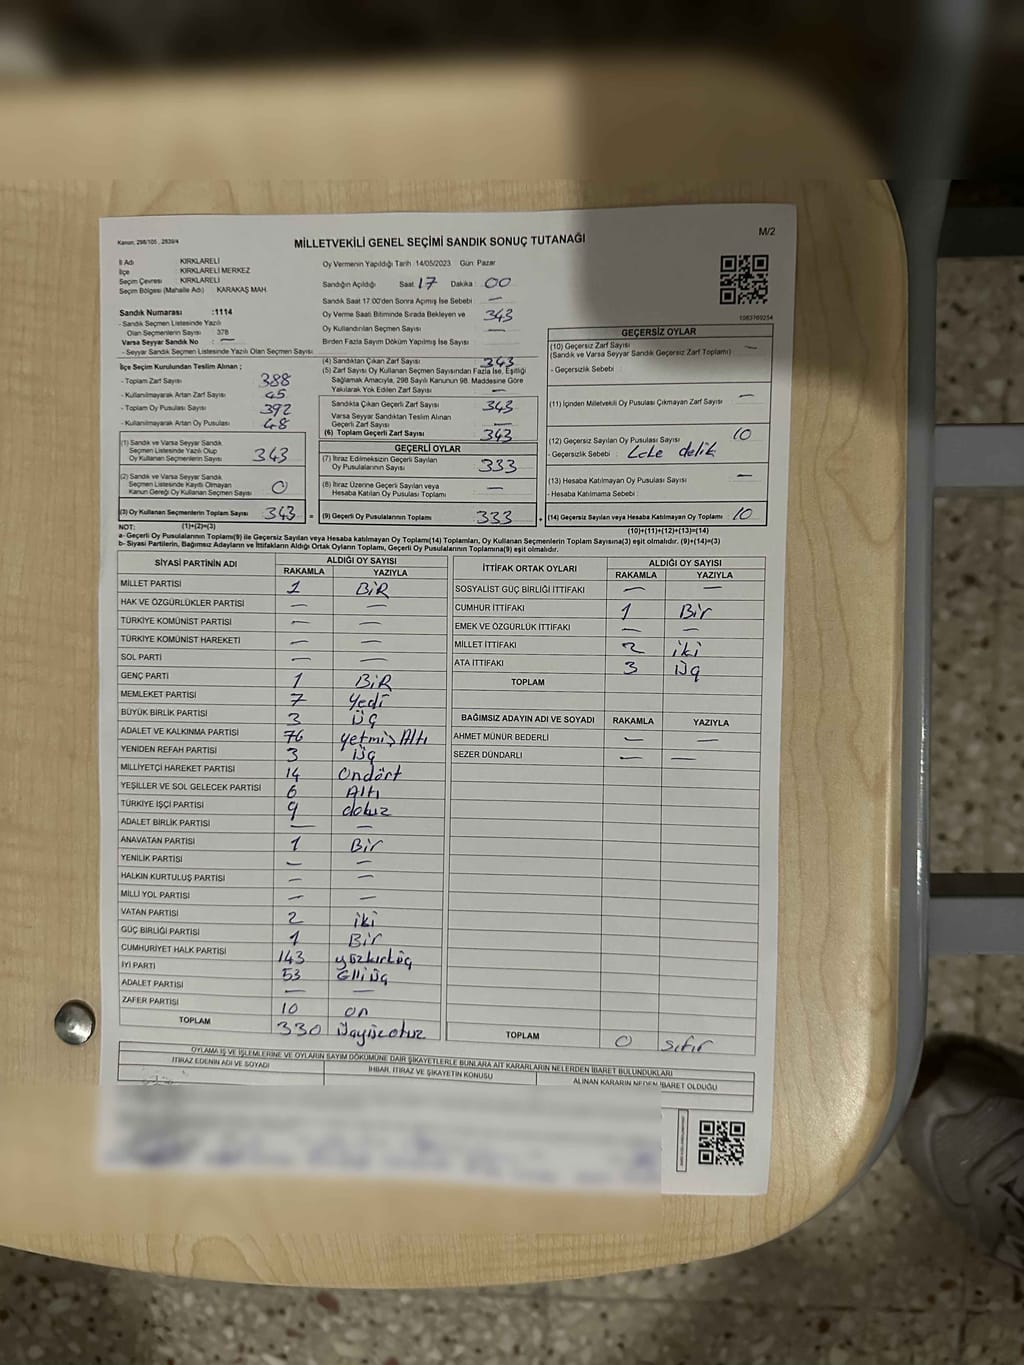 Kanun, 298/105 , 2839/4
MİLLETVEKİLİ GENEL SEÇİMİ SANDIK SONUÇ TUTANAĞI
M/2
İl Adı : KIRKLARELİ
İlçe : KIRKLARELİ MERKEZ
Seçim Çevresi : KIRKLARELİ
Seçim Bölgesi (Mahalle Adı) : KARAKAŞ MAH.
Sandık Numarası :1114
- Sandık Seçmen Listesinde Yazılı
Olan Seçmenlerin Sayısı : 378
Varsa Seyyar Sandık No : —
- Seyyar Sandık Seçmen Listesinde Yazılı Olan Seçmen Sayısı
Oy Vermenin Yapıldığı Tarih :14/05/2023 Gün: Pazar
Sandığın Açıldığı Saat : 17 Dakika : 00
Sandık Saat 17:00'den Sonra Açımış İse Sebebi : —
Oy Verme Saati Bitiminde Sırada Bekleyen ve 343
Oy Kullandırılan Seçmen Sayısı : —
Birden Fazla Sayım Döküm Yapılmış İse Sayısı :
1083769254
İlçe Seçim Kurulundan Teslim Alınan ;
- Toplam Zarf Sayısı : 388
- Kullanılmayarak Artan Zarf Sayısı : 45
- Toplam Oy Pusulası Sayısı : 392
- Kullanılmayarak Artan Oy Pusulası : 48
(1) Sandık ve Varsa Seyyar Sandık
Seçmen Listesinde Yazılı Olup
Oy Kullanan Seçmenlerin Sayısı 343
(2) Sandık ve Varsa Seyyar Sandık
Seçmen Listesinde Kayıtlı Olmayan
Kanun Gereği Oy Kullanan Seçmen Sayısı 0
(3) Oy Kullanan Seçmenlerin Toplam Sayısı 343 =
(4) Sandıktan Çıkan Zarf Sayısı : 343
(5) Zarf Sayısı Oy Kullanan Seçmen Sayısından Fazla İse, Eşitliği
Sağlamak Amacıyla, 298 Sayılı Kanunun 98. Maddesine Göre
Yakılarak Yok Edilen Zarf Sayısı : —
Sandıkta Çıkan Geçerli Zarf Sayısı : 343
Varsa Seyyar Sandıktan Teslim Alınan
Geçerli Zarf Sayısı : —
(6) Toplam Geçerli Zarf Sayısı : 343
GEÇERLİ OYLAR
(7) İtiraz Edilmeksizin Geçerli Sayılan
Oy Pusulalarının Sayısı 333
(8) İtiraz Üzerine Geçerli Sayılan veya
Hesaba Katılan Oy Pusulası Toplamı —
(9) Geçerli Oy Pusulalarının Toplamı 333 +
GEÇERSİZ OYLAR
(10) Geçersiz Zarf Sayısı
(Sandık ve Varsa Seyyar Sandık Geçersiz Zarf Toplamı) —
- Geçersizlik Sebebi :
(11) İçinden Milletvekili Oy Pusulası Çıkmayan Zarf Sayısı : —
(12) Geçersiz Sayılan Oy Pusulası Sayısı : 10
- Geçersizlik Sebebi : Leke delik
(13) Hesaba Katılmayan Oy Pusulası Sayısı : —
- Hesaba Katılmama Sebebi :
(14) Geçersiz Sayılan veya Hesaba Katılmayan Oy Toplamı 10
NOT: (1)+(2)=(3) (10)+(11)+(12)+(13)=(14)
a- Geçerli Oy Pusulalarının Toplamı(9) ile Geçersiz Sayılan veya Hesaba katılmayan Oy Toplamı(14) Toplamları, Oy Kullanan Seçmenlerin Toplam Sayısına(3) eşit olmalıdır. (9)+(14)=(3)
b- Siyasi Partilerin, Bağımsız Adayların ve İttifakların Aldığı Ortak Oyların Toplamı, Geçerli Oy Pusulalarının Toplamına(9) eşit olmalıdır.
SİYASİ PARTİNİN ADI ALDIĞI OY SAYISI
RAKAMLA YAZIYLA
MİLLET PARTİSİ 1 BİR
HAK VE ÖZGÜRLÜKLER PARTİSİ — —
TÜRKİYE KOMÜNİST PARTİSİ — —
TÜRKİYE KOMÜNİST HAREKETİ — —
SOL PARTİ — —
GENÇ PARTİ 1 BİR
MEMLEKET PARTİSİ 7 Yedi
BÜYÜK BİRLİK PARTİSİ 3 Üç
ADALET VE KALKINMA PARTİSİ 76 yetmiş Altı
YENİDEN REFAH PARTİSİ 3 Üç
MİLLİYETÇİ HAREKET PARTİSİ 14 Ondört
YEŞİLLER VE SOL GELECEK PARTİSİ 6 Altı
TÜRKİYE İŞÇİ PARTİSİ 9 dokuz
ADALET BİRLİK PARTİSİ — —
ANAVATAN PARTİSİ 1 Bir
YENİLİK PARTİSİ — —
HALKIN KURTULUŞ PARTİSİ — —
MİLLİ YOL PARTİSİ — —
VATAN PARTİSİ 2 iki
GÜÇ BİRLİĞİ PARTİSİ 1 Bir
CUMHURİYET HALK PARTİSİ 143 yüzkırküç
İYİ PARTİ 53 Elliüç
ADALET PARTİSİ — —
ZAFER PARTİSİ 10 on
TOPLAM 330 Üçyüzotuz
İTTİFAK ORTAK OYLARI ALDIĞI OY SAYISI
RAKAMLA YAZIYLA
SOSYALİST GÜÇ BİRLİĞİ İTTİFAKI — —
CUMHUR İTTİFAKI 1 Bir
EMEK VE ÖZGÜRLÜK İTTİFAKI — —
MİLLET İTTİFAKI 2 iki
ATA İTTİFAKI 3 Üç
TOPLAM
BAĞIMSIZ ADAYIN ADI VE SOYADI RAKAMLA YAZIYLA
AHMET MÜNÜR BEDERLİ — —
SEZER DÜNDARLI — —
TOPLAM 0 sıfır
OYLAMA İŞ VE İŞLEMLERİNE VE OYLARIN SAYIM DÖKÜMÜNE DAİR ŞİKAYETLERLE BUNLARA AİT KARARLARIN NELERDEN İBARET BULUNDUKLARI
İTİRAZ EDENİN ADI VE SOYADI İHBAR, İTİRAZ VE ŞİKAYETİN KONUSU ALINAN KARARIN NEDEN İBARET OLDUĞU